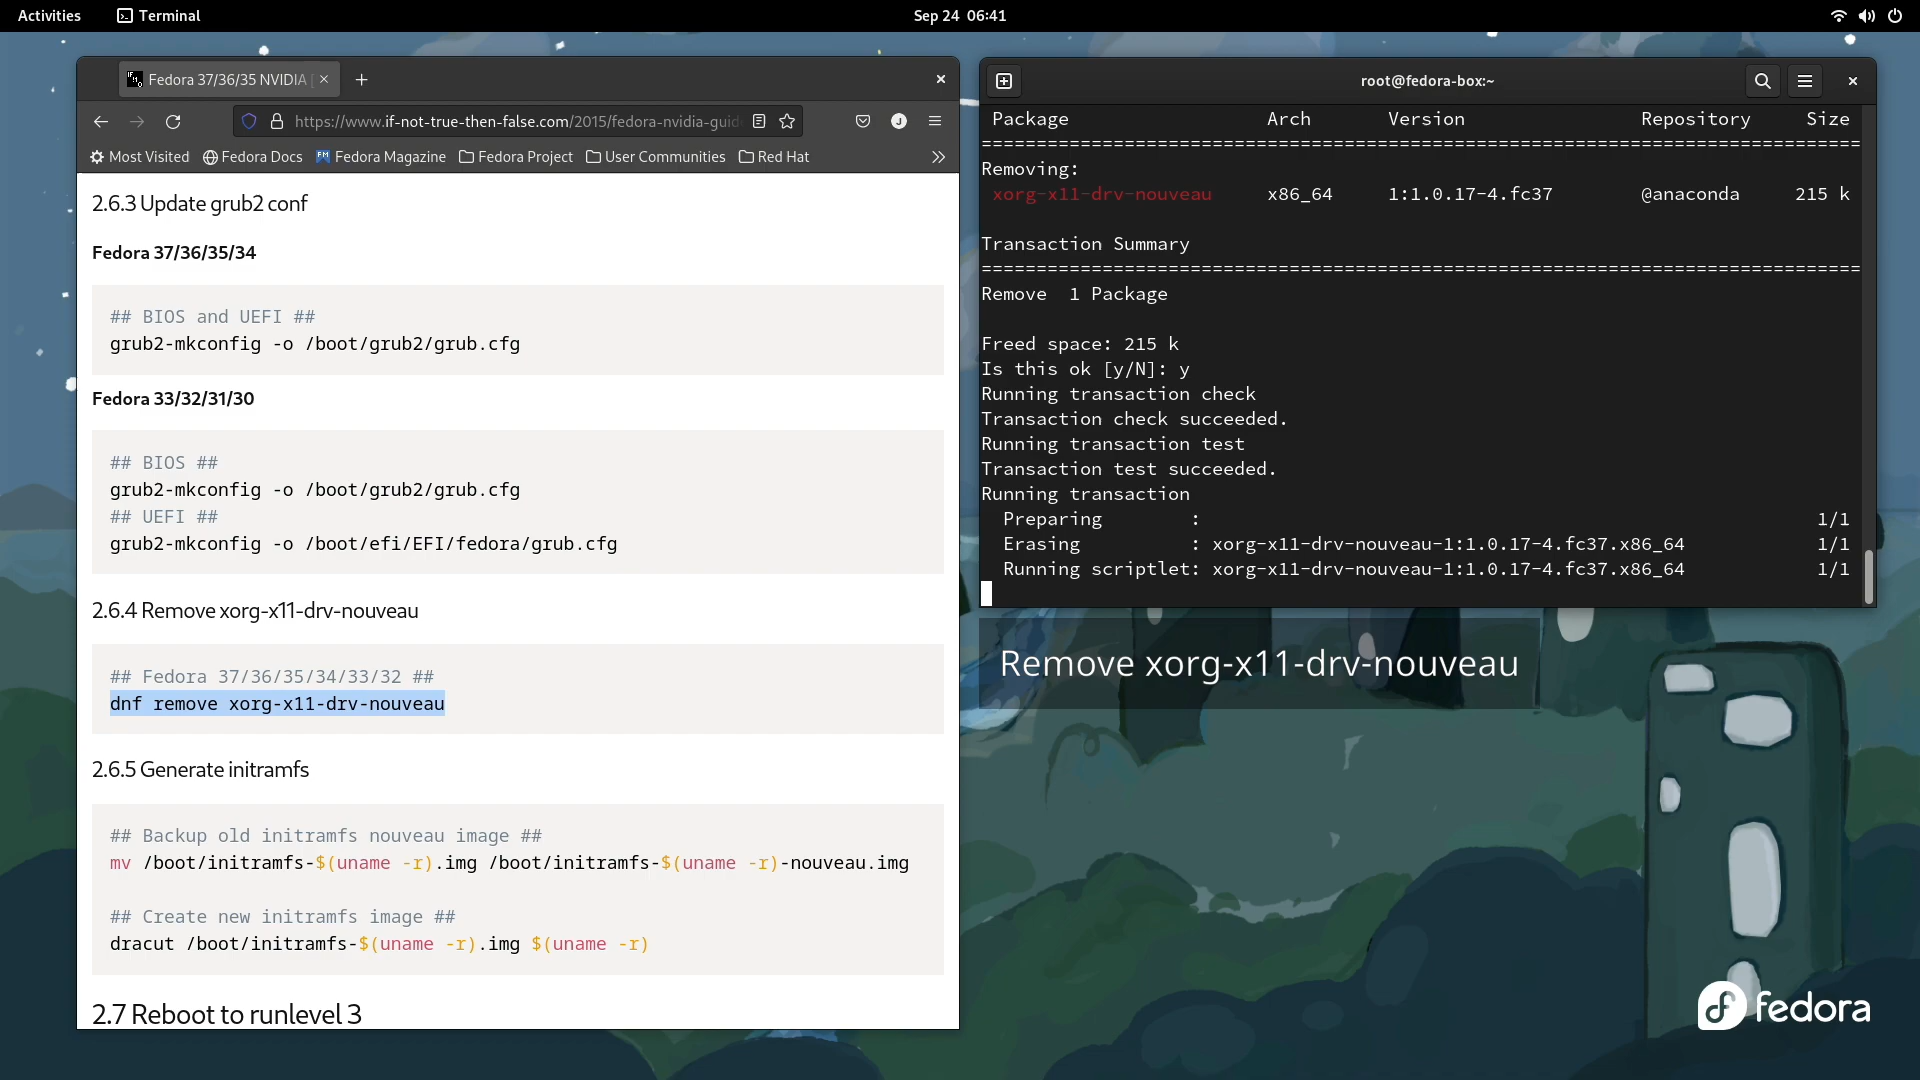 Activities
Terminal
Sep 24 06:41
Fedora 37/36/35 NVIDIA
https://www.if-not-true-then-false.com/2015/fedora-nvidia-guid
J
Most Visited
Fedora Docs
FM Fedora Magazine
Fedora Project
User Communities
Red Hat
2.6.3 Update grub2 conf
Fedora 37/36/35/34
## BIOS and UEFI ##
grub2-mkconfig -o /boot/grub2/grub.cfg
Fedora 33/32/31/30
## BIOS ##
grub2-mkconfig -o /boot/grub2/grub.cfg
## UEFI ##
grub2-mkconfig -o /boot/efi/EFI/fedora/grub.cfg
2.6.4 Remove xorg-x11-drv-nouveau
## Fedora 37/36/35/34/33/32 ##
dnf remove xorg-x11-drv-nouveau
2.6.5 Generate initramfs
## Backup old initramfs nouveau image ##
mv /boot/initramfs-$(uname -r).img /boot/initramfs-$(uname -r)-nouveau.img
## Create new initramfs image ##
dracut /boot/initramfs-$(uname -r).img $(uname -r)
2.7 Reboot to runlevel 3
root@fedora-box:~
Package Arch Version Repository Size
================================================================================
Removing:
xorg-x11-drv-nouveau x86_64 1:1.0.17-4.fc37 @anaconda 215 k
Transaction Summary
================================================================================
Remove 1 Package
Freed space: 215 k
Is this ok [y/N]: y
Running transaction check
Transaction check succeeded.
Running transaction test
Transaction test succeeded.
Running transaction
Preparing : 1/1
Erasing : xorg-x11-drv-nouveau-1:1.0.17-4.fc37.x86_64 1/1
Running scriptlet: xorg-x11-drv-nouveau-1:1.0.17-4.fc37.x86_64 1/1
Remove xorg-x11-drv-nouveau
fedora